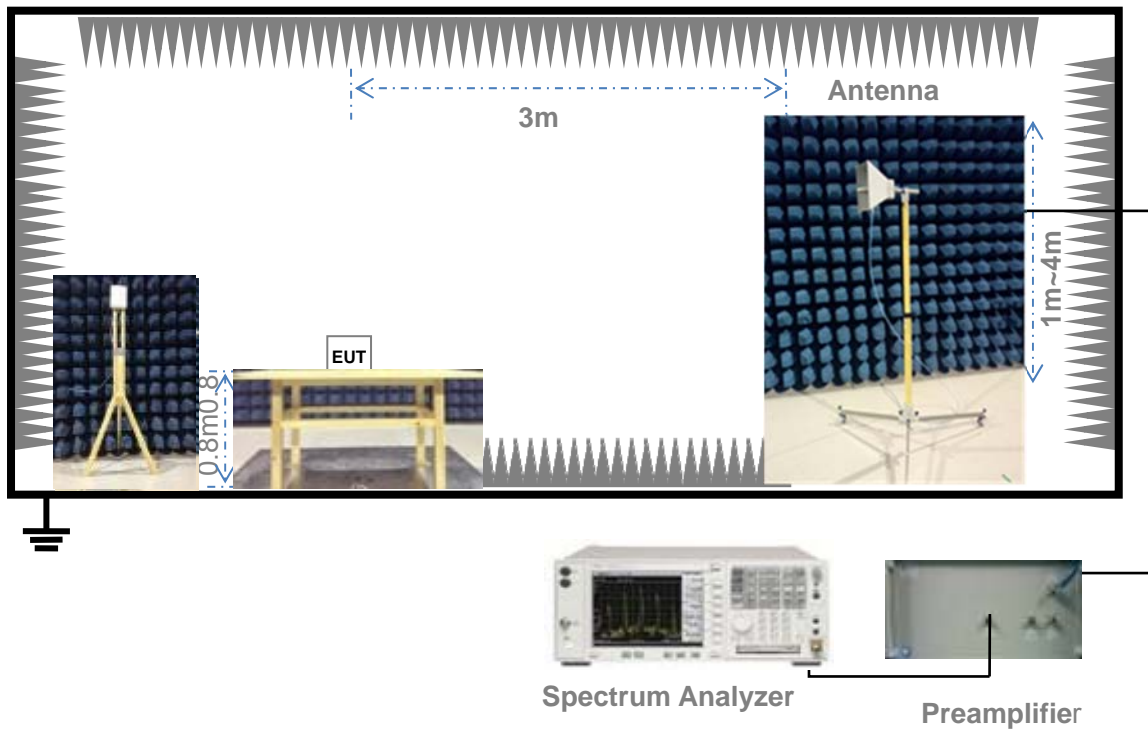 Antenna
3m
1m~4m
EUT
0.8m0.8
Spectrum Analyzer
Preamplifier